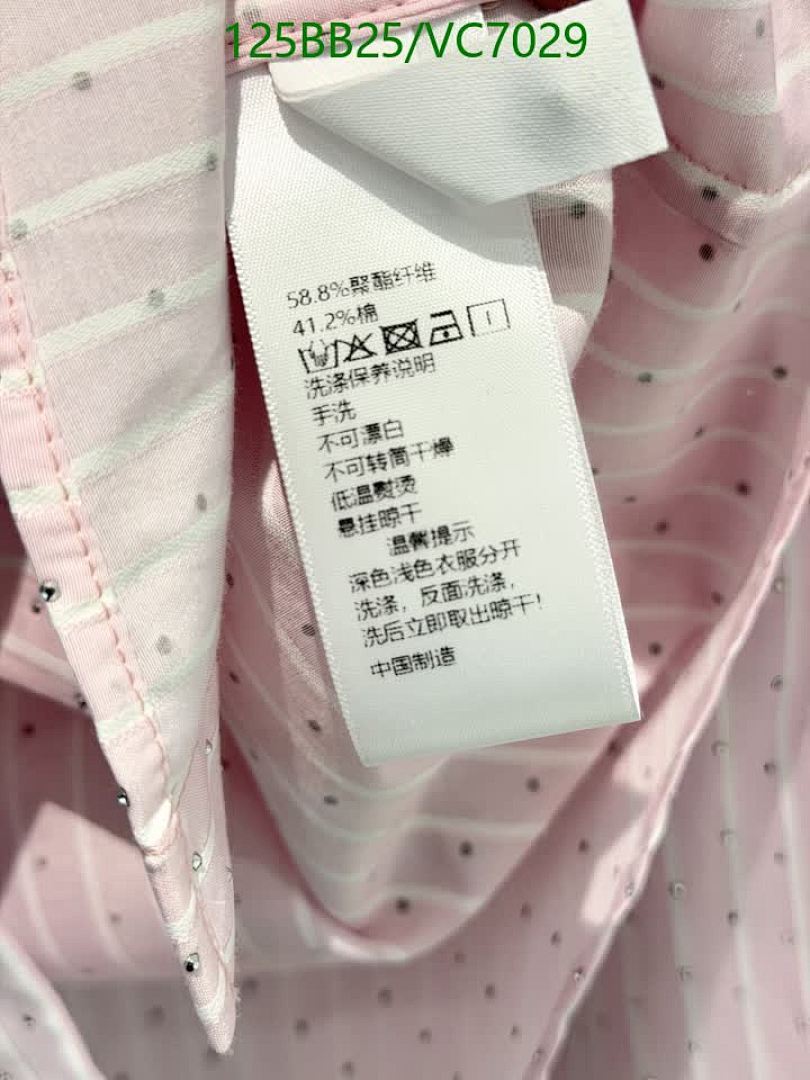 125BB25/VC7029
58.8%聚酯纤维
41.2%棉
洗涤保养说明
手洗
不可漂白
不可转筒干燥
低温熨烫
悬挂晾干
温馨提示
深色浅色衣服分开
洗涤，反面洗涤，
洗后立即取出晾干！
中国制造